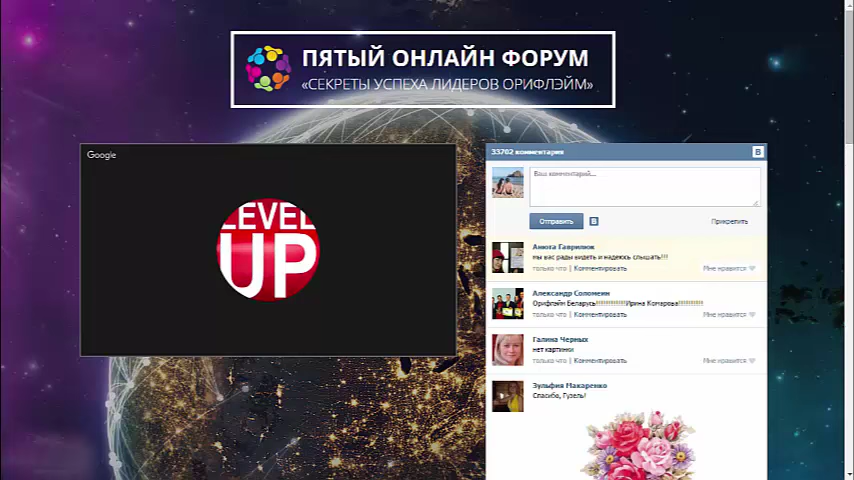 ПЯТЫЙ ОНЛАЙН ФОРУМ
«СЕКРЕТЫ УСПЕХА ЛИДЕРОВ ОРИФЛЭЙМ»
Google
LEVEL
UP
33702 комментария
В
Ваш комментарий...
Отправить
В
Прикрепить
Анюта Гаврилюк
мы вас рады видеть и надеюсь слышать!!!
только что | Комментировать
Мне нравится
Александр Соломеин
Орифлэйм Беларусь!!!!!!!!!!!!!Ирина Комарова!!!!!!!!!!!
только что | Комментировать
Мне нравится
Галина Черных
нет картинки
только что | Комментировать
Мне нравится
Зульфия Макаренко
Спасибо, Гузель!